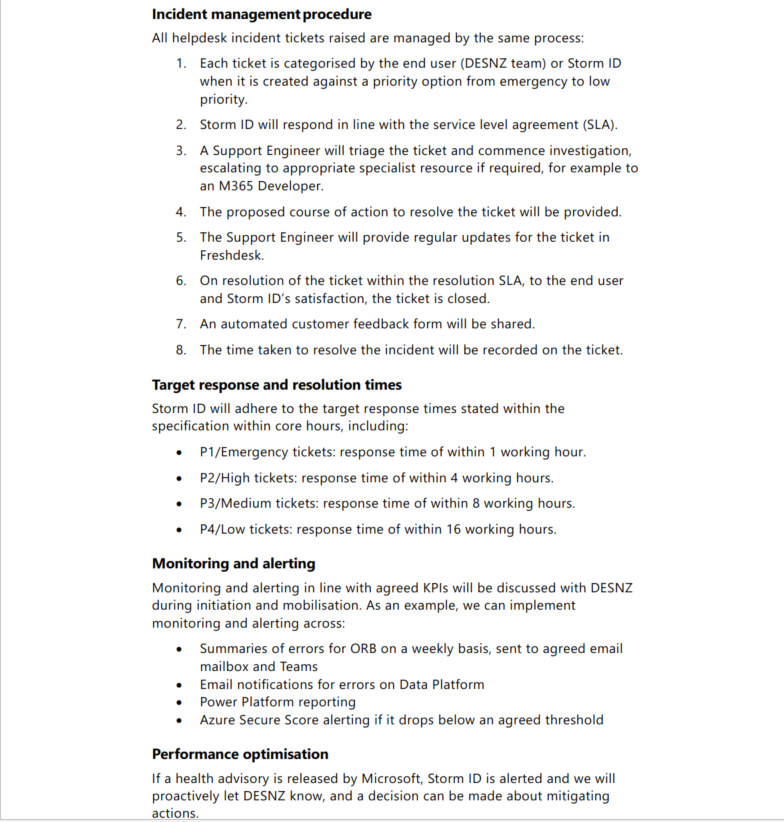 Incident management procedure
All helpdesk incident tickets raised are managed by the same process:
1. Each ticket is categorised by the end user (DESNZ team) or Storm ID
when it is created against a priority option from emergency to low
priority.
2. Storm ID will respond in line with the service level agreement (SLA).
3. A Support Engineer will triage the ticket and commence investigation,
escalating to appropriate specialist resource if required, for example to
an M365 Developer.
4. The proposed course of action to resolve the ticket will be provided.
5. The Support Engineer will provide regular updates for the ticket in
Freshdesk.
6. On resolution of the ticket within the resolution SLA, to the end user
and Storm ID’s satisfaction, the ticket is closed.
7. An automated customer feedback form will be shared.
8. The time taken to resolve the incident will be recorded on the ticket.
Target response and resolution times
Storm ID will adhere to the target response times stated within the
specification within core hours, including:
• P1/Emergency tickets: response time of within 1 working hour.
• P2/High tickets: response time of within 4 working hours.
• P3/Medium tickets: response time of within 8 working hours.
• P4/Low tickets: response time of within 16 working hours.
Monitoring and alerting
Monitoring and alerting in line with agreed KPIs will be discussed with DESNZ
during initiation and mobilisation. As an example, we can implement
monitoring and alerting across:
• Summaries of errors for ORB on a weekly basis, sent to agreed email
mailbox and Teams
• Email notifications for errors on Data Platform
• Power Platform reporting
• Azure Secure Score alerting if it drops below an agreed threshold
Performance optimisation
If a health advisory is released by Microsoft, Storm ID is alerted and we will
proactively let DESNZ know, and a decision can be made about mitigating
actions.